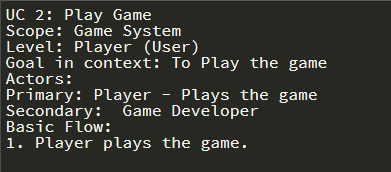 UC 2: Play Game
Scope: Game System
Level: Player (User)
Goal in context: To Play the game
Actors:
Primary: Player - Plays the game
Secondary:  Game Developer
Basic Flow:
1. Player plays the game.